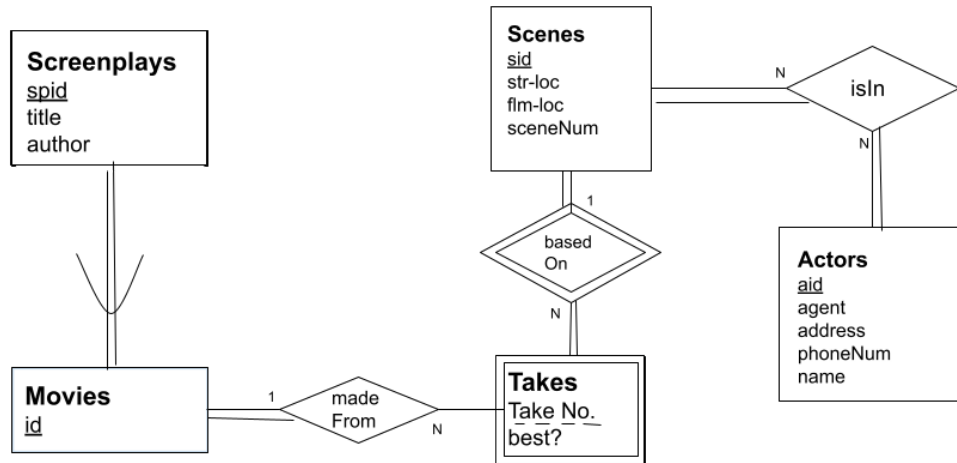 Screenplays
spid
title
author
Scenes
sid
str-loc
flm-loc
sceneNum
N
isIn
N
1
based
On
N
Actors
aid
agent
address
phoneNum
name
Movies
id
1
made
From
N
Takes
Take No.
best?